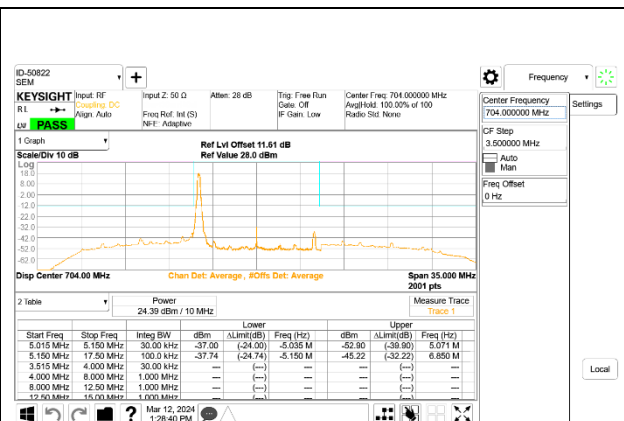 ID-50822
SEM
Frequency
KEYSIGHT Input: RF Input Z: 50 Ω Atten: 28 dB Trig: Free Run Center Freq: 704.000000 MHz
RL Coupling: DC Gate: Off Avg|Hold: 100.00% of 100
Align: Auto Freq Ref: Int (S) IF Gain: Low Radio Std: None
PASS NFE: Adaptive
Center Frequency Settings
704.000000 MHz
CF Step
3.500000 MHz
Auto
Man
Freq Offset
0 Hz
1 Graph Ref Lvl Offset 11.61 dB
Scale/Div 10 dB Ref Value 28.0 dBm
Log
18.0
8.00
-2.00
-12.0
-22.0
-32.0
-42.0
-52.0
-62.0
Disp Center 704.00 MHz Chan Det: Average , #Offs Det: Average Span 35.000 MHz
2001 pts
2 Table Power Measure Trace
24.39 dBm / 10 MHz Trace 1
Lower Upper
Start Freq Stop Freq Integ BW dBm ΔLimit(dB) Freq (Hz) dBm ΔLimit(dB) Freq (Hz)
5.015 MHz 5.150 MHz 30.00 kHz -37.00 (-24.00) -5.035 M -52.90 (-39.90) 5.071 M
5.150 MHz 17.50 MHz 100.0 kHz -37.74 (-24.74) -5.150 M -45.22 (-32.22) 6.850 M
3.515 MHz 4.000 MHz 30.00 kHz --- (---) --- (---)
4.000 MHz 8.000 MHz 1.000 MHz --- (---) --- (---)
8.000 MHz 12.50 MHz 1.000 MHz --- (---) --- (---)
12.50 MHz 15.00 MHz 1.000 MHz --- (---) --- (---)
Local
? Mar 12, 2024
1:28:40 PM